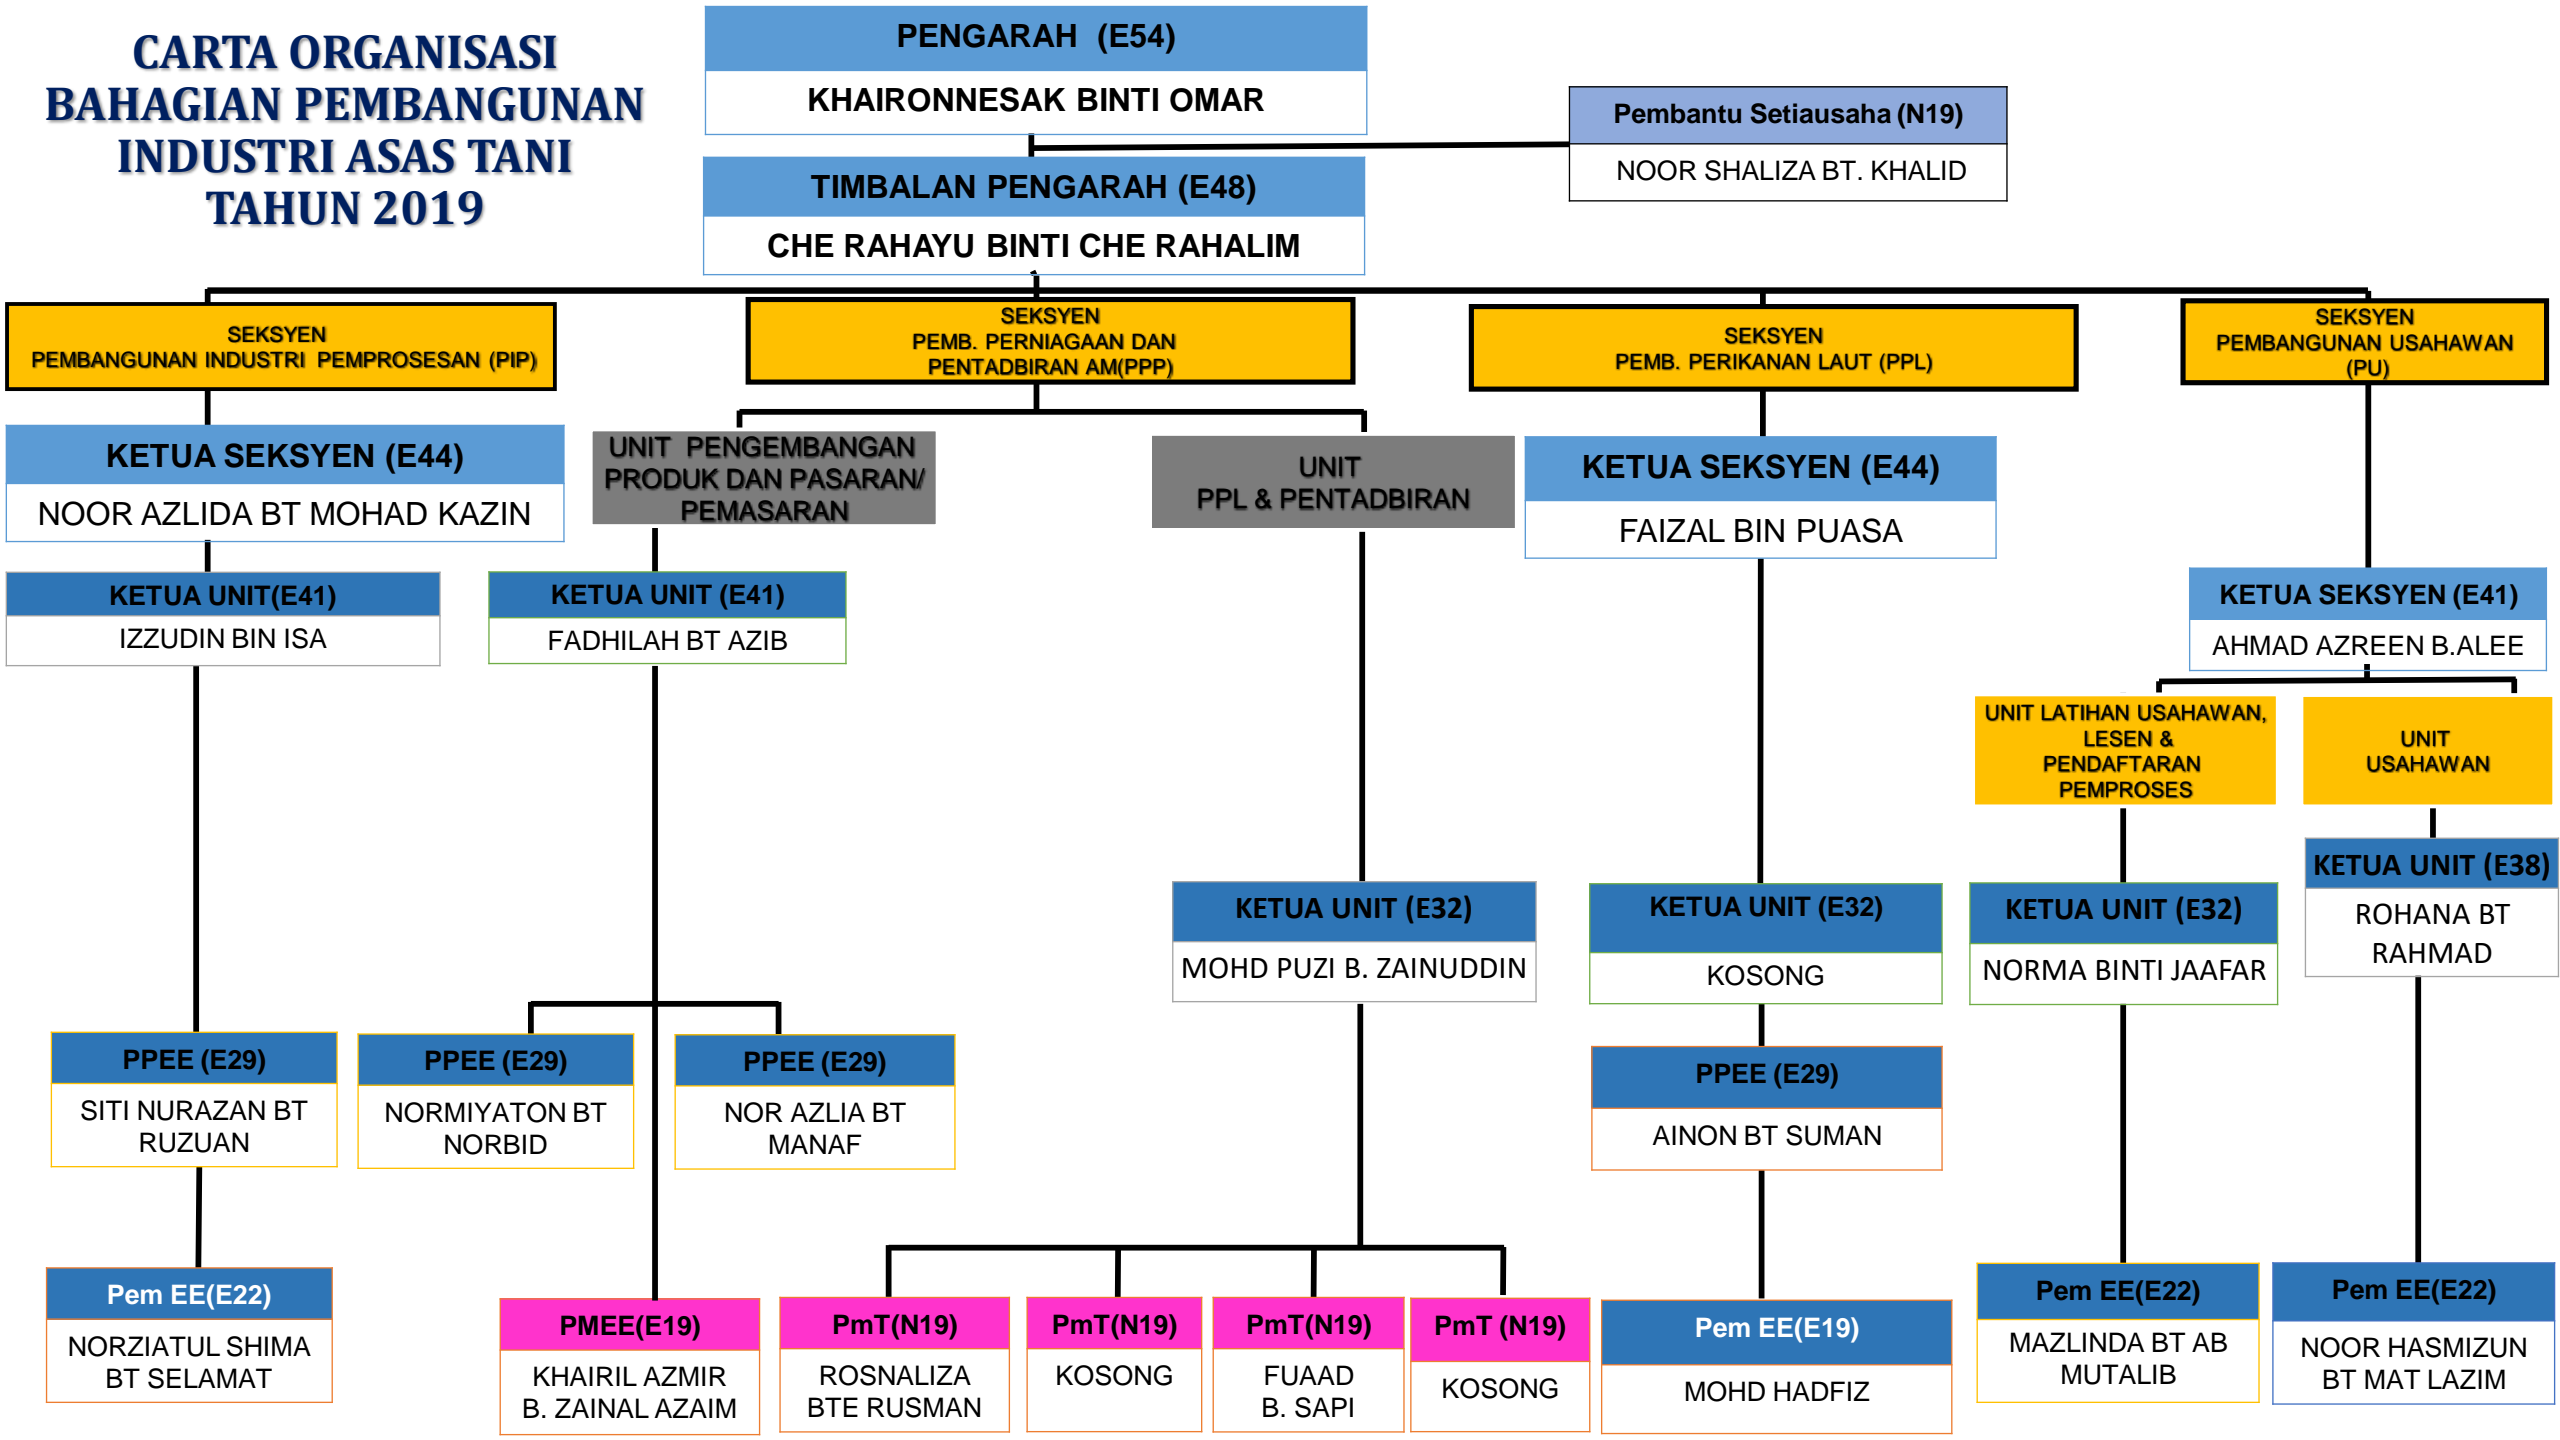 CARTA ORGANISASI
BAHAGIAN PEMBANGUNAN
INDUSTRI ASAS TANI
TAHUN 2019
PENGARAH (E54)
KHAIRONNESAK BINTI OMAR
Pembantu Setiausaha (N19)
NOOR SHALIZA BT. KHALID
TIMBALAN PENGARAH (E48)
CHE RAHAYU BINTI CHE RAHALIM
SEKSYEN
PEMBANGUNAN INDUSTRI PEMPROSESAN (PIP)
SEKSYEN
PEMB. PERNIAGAAN DAN
PENTADBIRAN AM(PPP)
SEKSYEN
PEMB. PERIKANAN LAUT (PPL)
SEKSYEN
PEMBANGUNAN USAHAWAN
(PU)
KETUA SEKSYEN (E44)
NOOR AZLIDA BT MOHAD KAZIN
UNIT PENGEMBANGAN
PRODUK DAN PASARAN/
PEMASARAN
UNIT
PPL & PENTADBIRAN
KETUA SEKSYEN (E44)
FAIZAL BIN PUASA
KETUA UNIT(E41)
IZZUDIN BIN ISA
KETUA UNIT (E41)
FADHILAH BT AZIB
KETUA SEKSYEN (E41)
AHMAD AZREEN B.ALEE
UNIT LATIHAN USAHAWAN,
LESEN &
PENDAFTARAN
PEMPROSES
UNIT
USAHAWAN
KETUA UNIT (E32)
MOHD PUZI B. ZAINUDDIN
KETUA UNIT (E32)
KOSONG
KETUA UNIT (E32)
NORMA BINTI JAAFAR
KETUA UNIT (E38)
ROHANA BT
RAHMAD
PPEE (E29)
SITI NURAZAN BT
RUZUAN
PPEE (E29)
NORMIYATON BT
NORBID
PPEE (E29)
NOR AZLIA BT
MANAF
PPEE (E29)
AINON BT SUMAN
Pem EE(E22)
NORZIATUL SHIMA
BT SELAMAT
PMEE(E19)
KHAIRIL AZMIR
B. ZAINAL AZAIM
PmT(N19)
ROSNALIZA
BTE RUSMAN
PmT(N19)
KOSONG
PmT(N19)
FUAAD
B. SAPI
PmT (N19)
KOSONG
Pem EE(E19)
MOHD HADFIZ
Pem EE(E22)
MAZLINDA BT AB
MUTALIB
Pem EE(E22)
NOOR HASMIZUN
BT MAT LAZIM